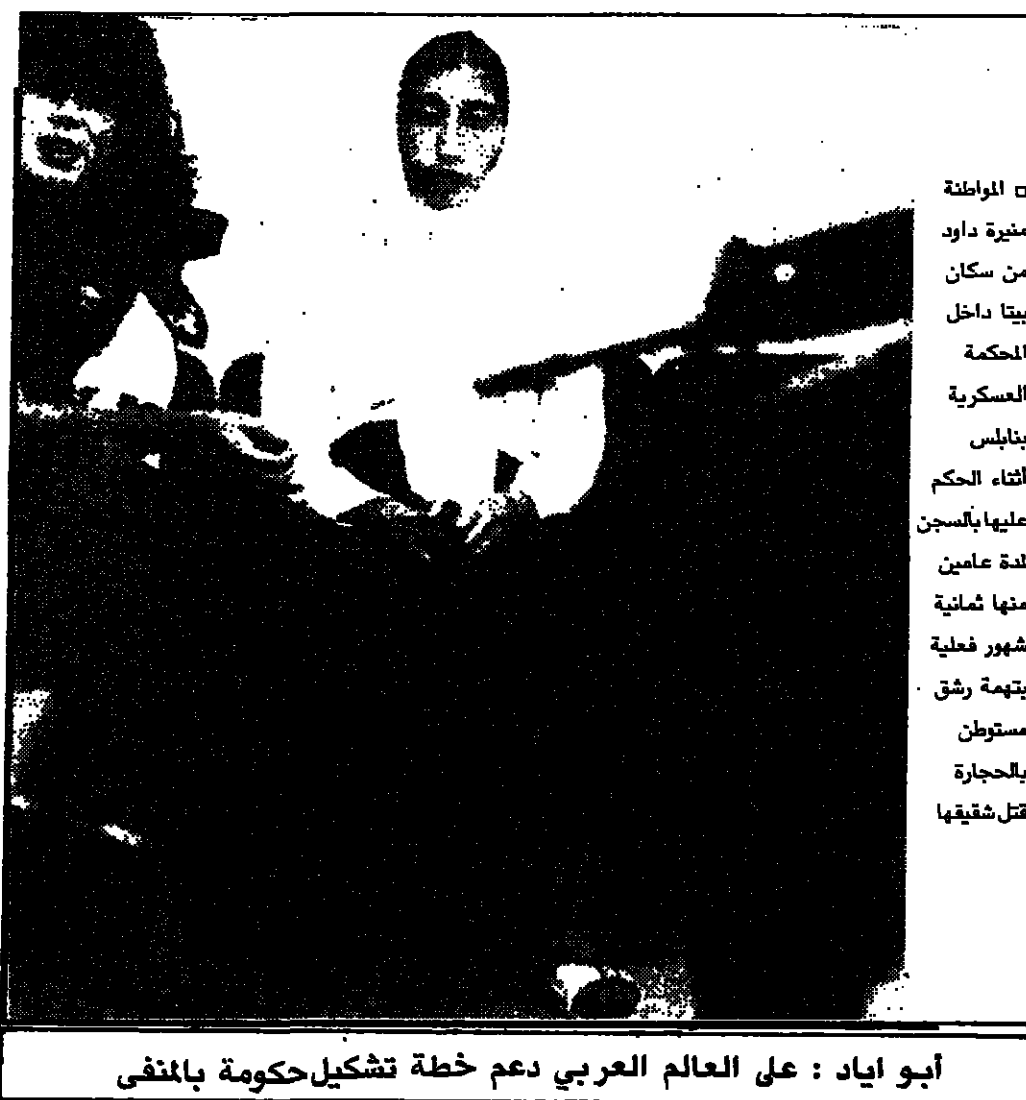 □ المواطنة
منيرة داود
من سكان
بيتا داخل
المحكمة
العسكرية
بنابلس
أثناء الحكم
عليها بالسجن
لمدة عامين
منها ثمانية
شهور فعلية
بتهمة رشق
مستوطن
بالحجارة
قتل شقيقها
أبو اياد : على العالم العربي دعم خطة تشكيل حكومة بالمنفى